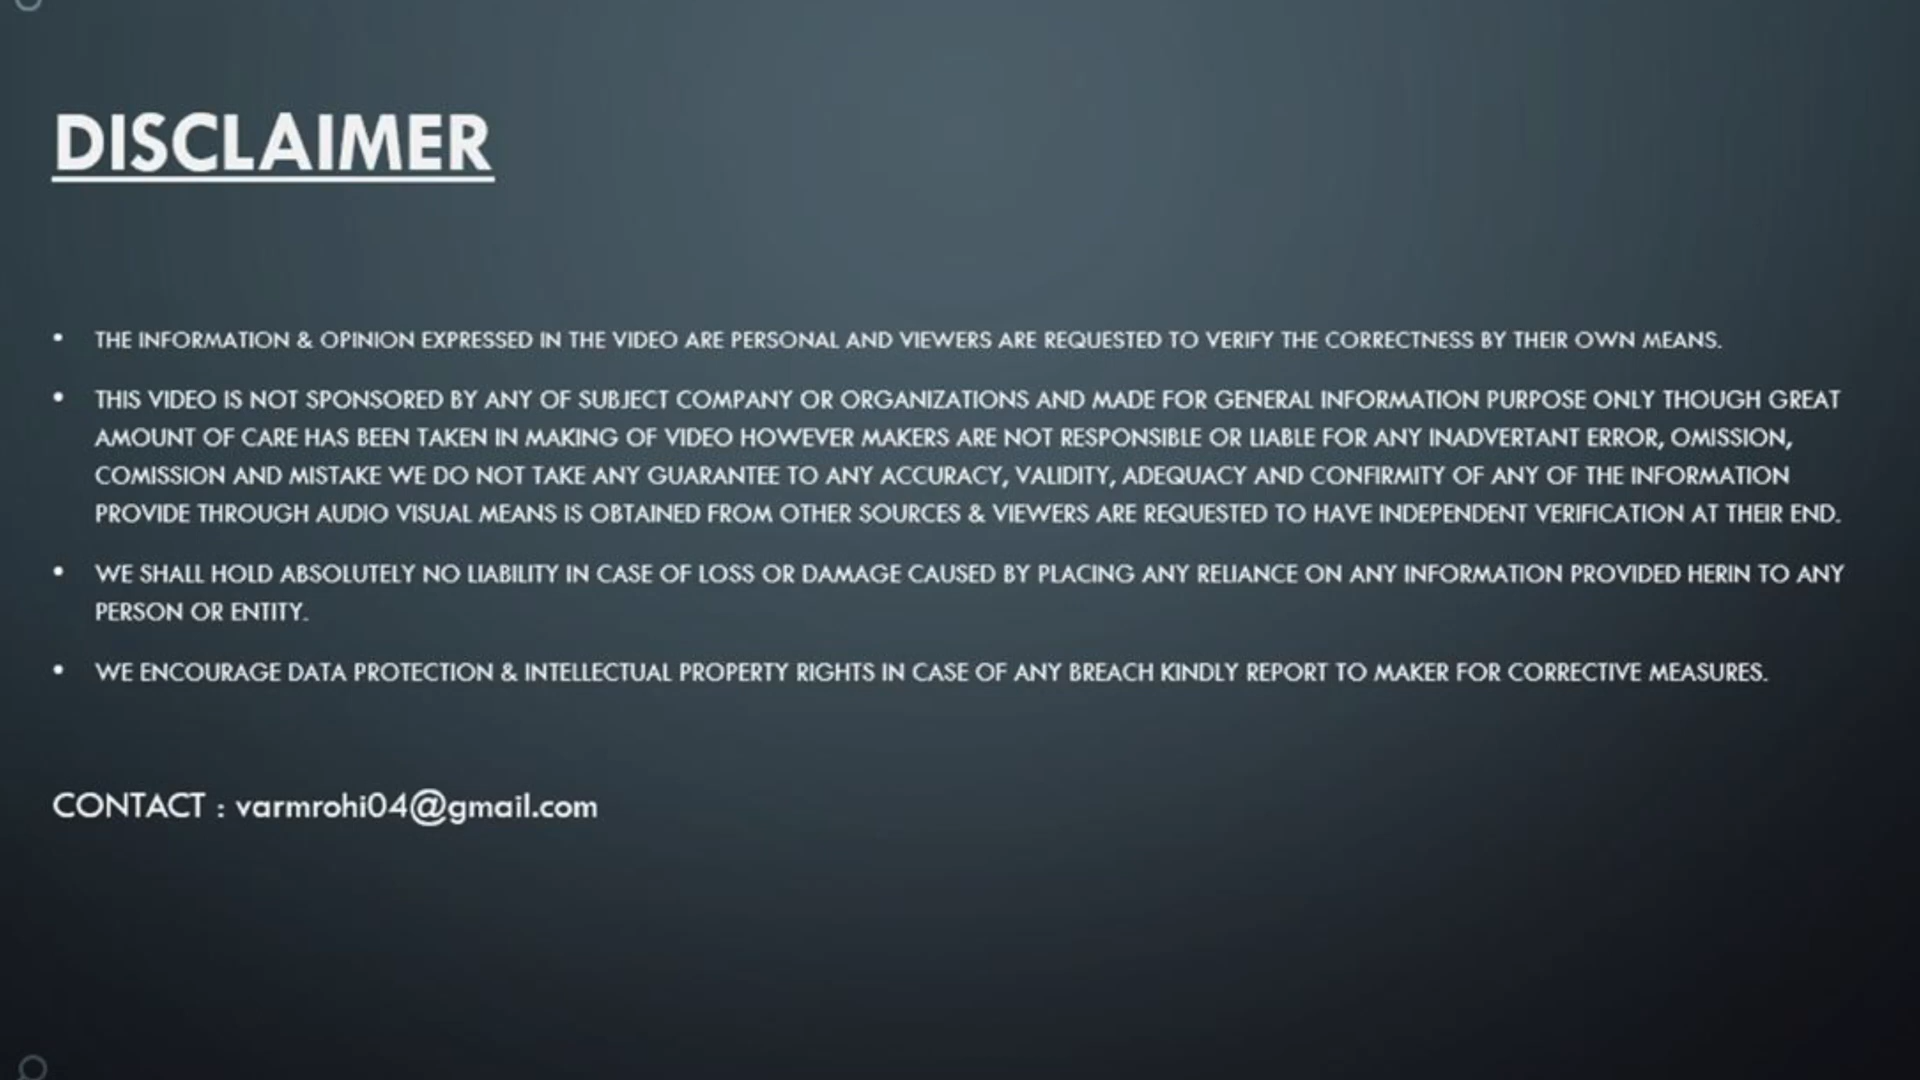 DISCLAIMER
• THE INFORMATION & OPINION EXPRESSED IN THE VIDEO ARE PERSONAL AND VIEWERS ARE REQUESTED TO VERIFY THE CORRECTNESS BY THEIR OWN MEANS.
• THIS VIDEO IS NOT SPONSORED BY ANY OF SUBJECT COMPANY OR ORGANIZATIONS AND MADE FOR GENERAL INFORMATION PURPOSE ONLY THOUGH GREAT
AMOUNT OF CARE HAS BEEN TAKEN IN MAKING OF VIDEO HOWEVER MAKERS ARE NOT RESPONSIBLE OR LIABLE FOR ANY INADVERTANT ERROR, OMISSION,
COMISSION AND MISTAKE WE DO NOT TAKE ANY GUARANTEE TO ANY ACCURACY, VALIDITY, ADEQUACY AND CONFIRMITY OF ANY OF THE INFORMATION
PROVIDE THROUGH AUDIO VISUAL MEANS IS OBTAINED FROM OTHER SOURCES & VIEWERS ARE REQUESTED TO HAVE INDEPENDENT VERIFICATION AT THEIR END.
• WE SHALL HOLD ABSOLUTELY NO LIABILITY IN CASE OF LOSS OR DAMAGE CAUSED BY PLACING ANY RELIANCE ON ANY INFORMATION PROVIDED HERIN TO ANY
PERSON OR ENTITY.
• WE ENCOURAGE DATA PROTECTION & INTELLECTUAL PROPERTY RIGHTS IN CASE OF ANY BREACH KINDLY REPORT TO MAKER FOR CORRECTIVE MEASURES.
CONTACT : varmrohi04@gmail.com